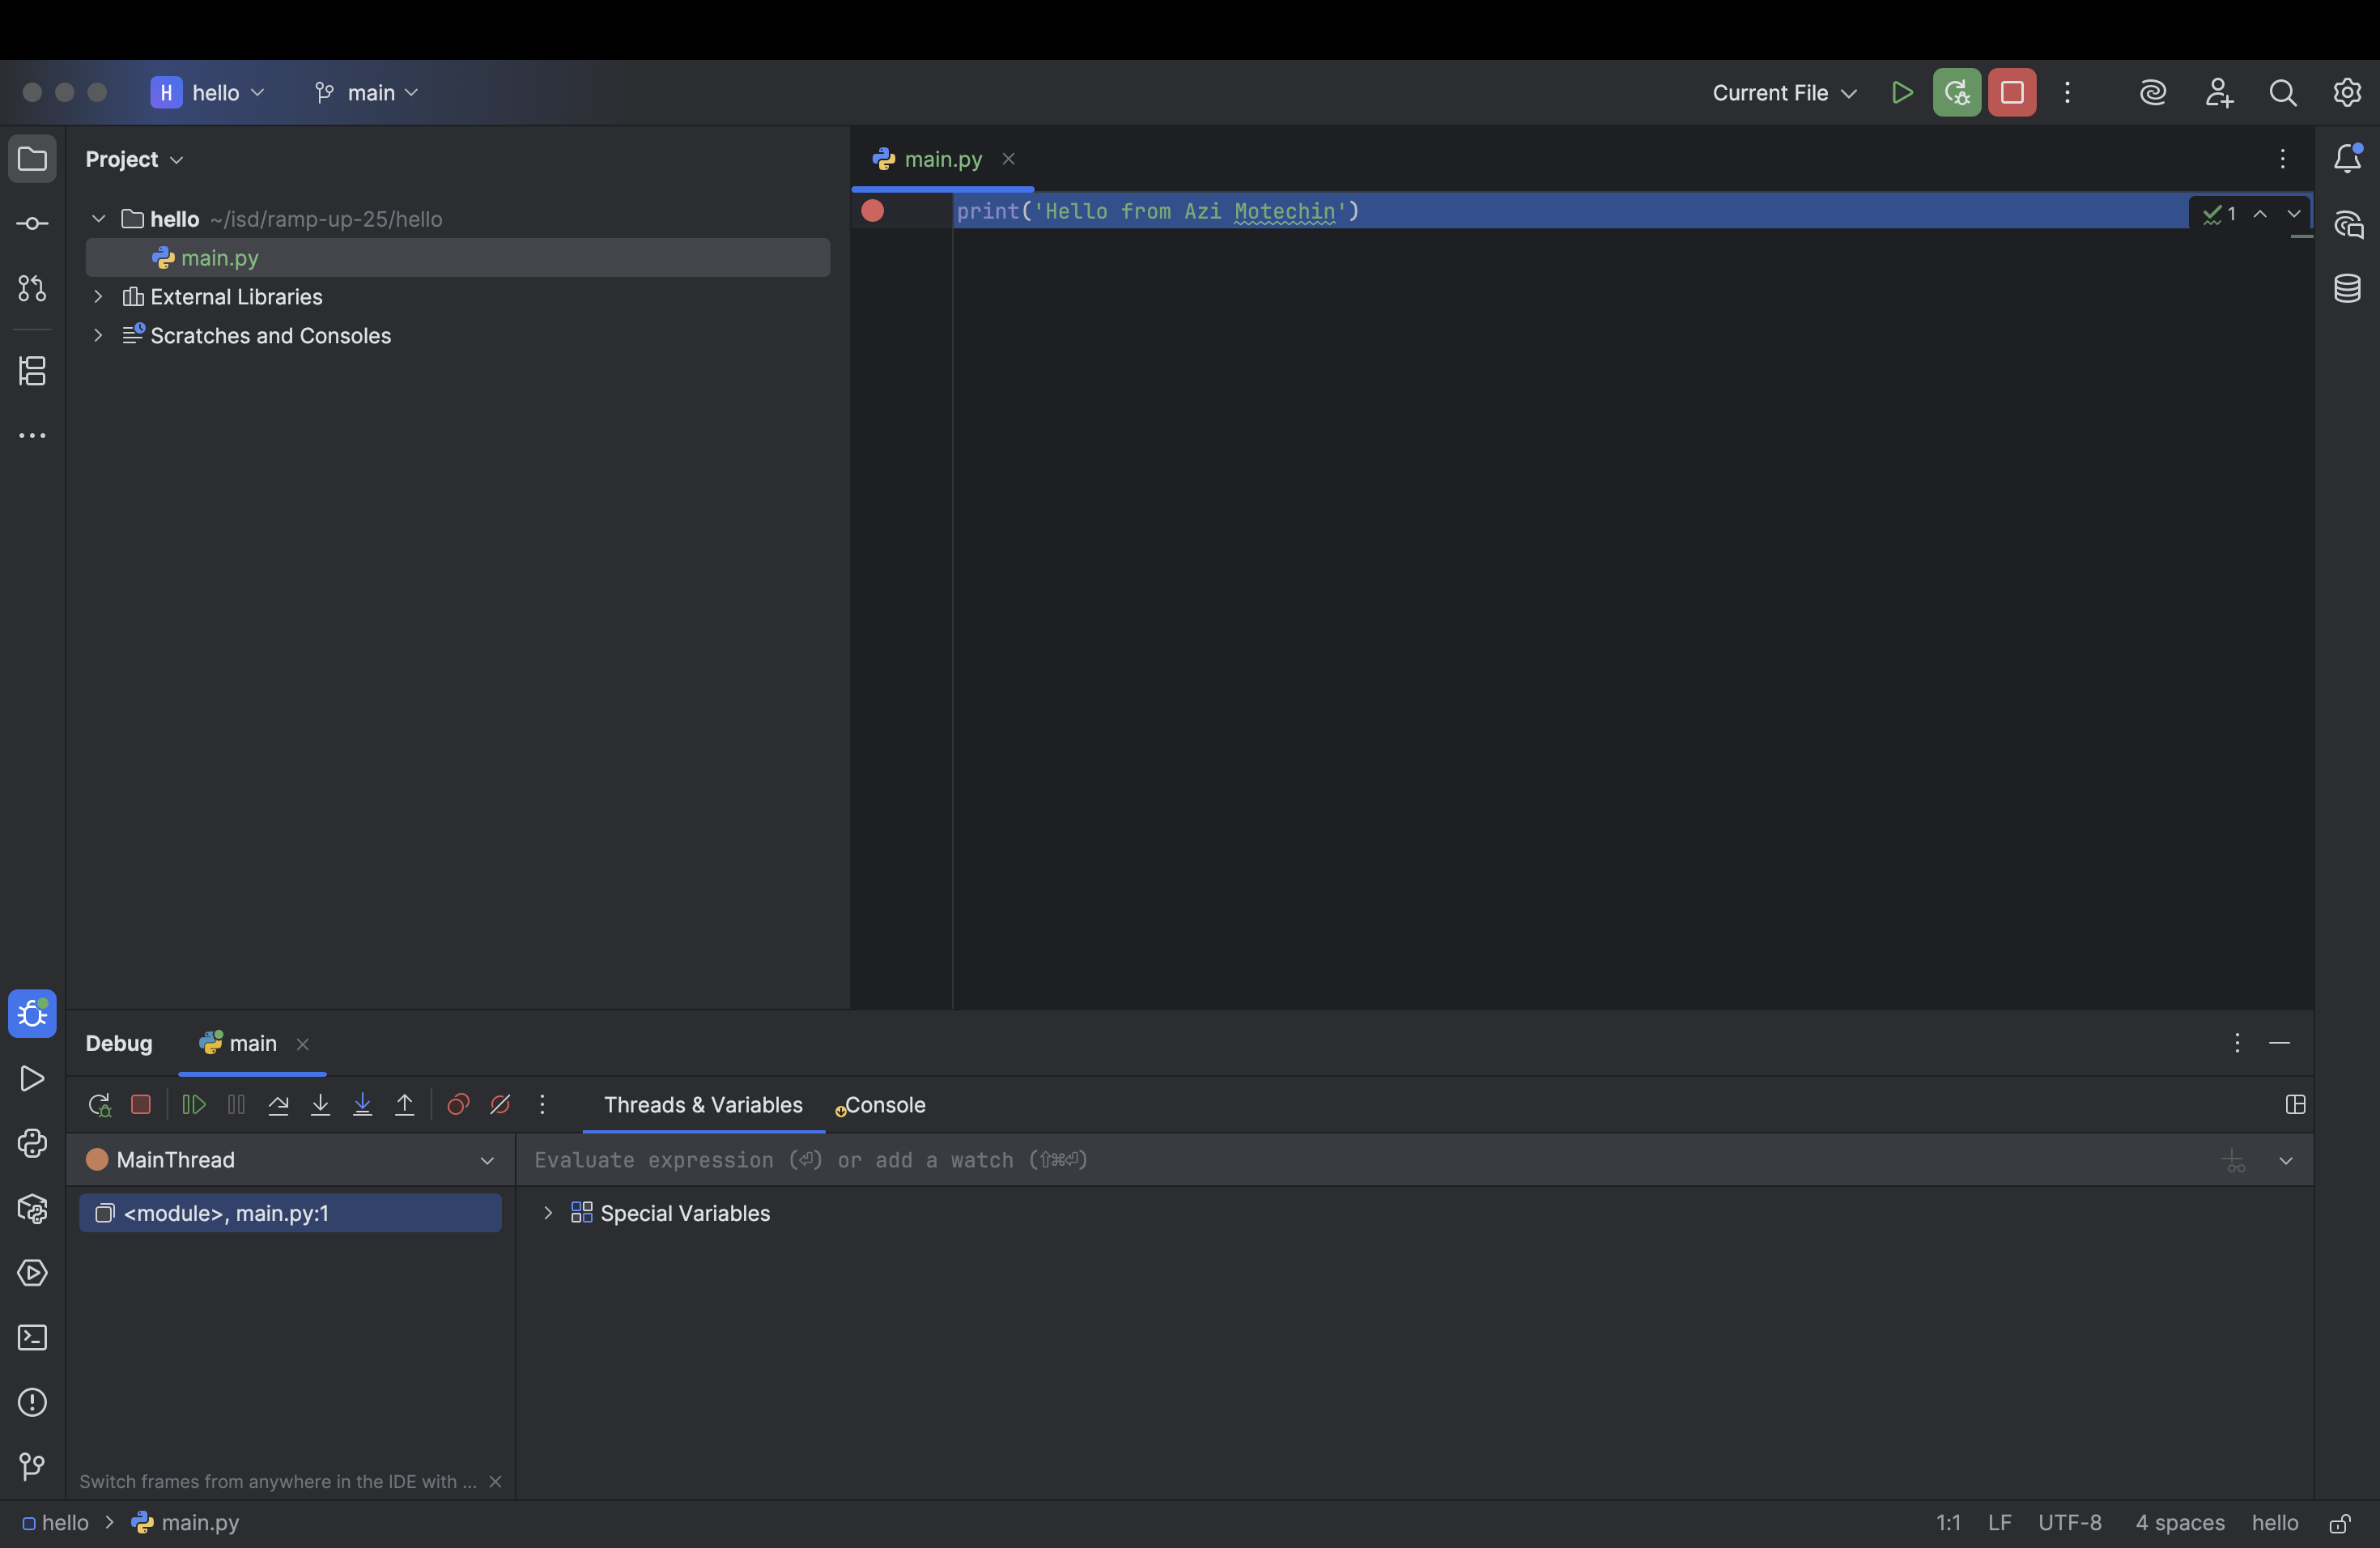 H hello main Current File
Project
main.py
hello ~/isd/ramp-up-25/hello
main.py
External Libraries
Scratches and Consoles
print('Hello from Azi Motechin')
1
Debug main
Threads & Variables Console
MainThread
Evaluate expression (⏎) or add a watch (⇧⌘⏎)
<module>, main.py:1
Special Variables
Switch frames from anywhere in the IDE with ...
hello > main.py
1:1 LF UTF-8 4 spaces hello